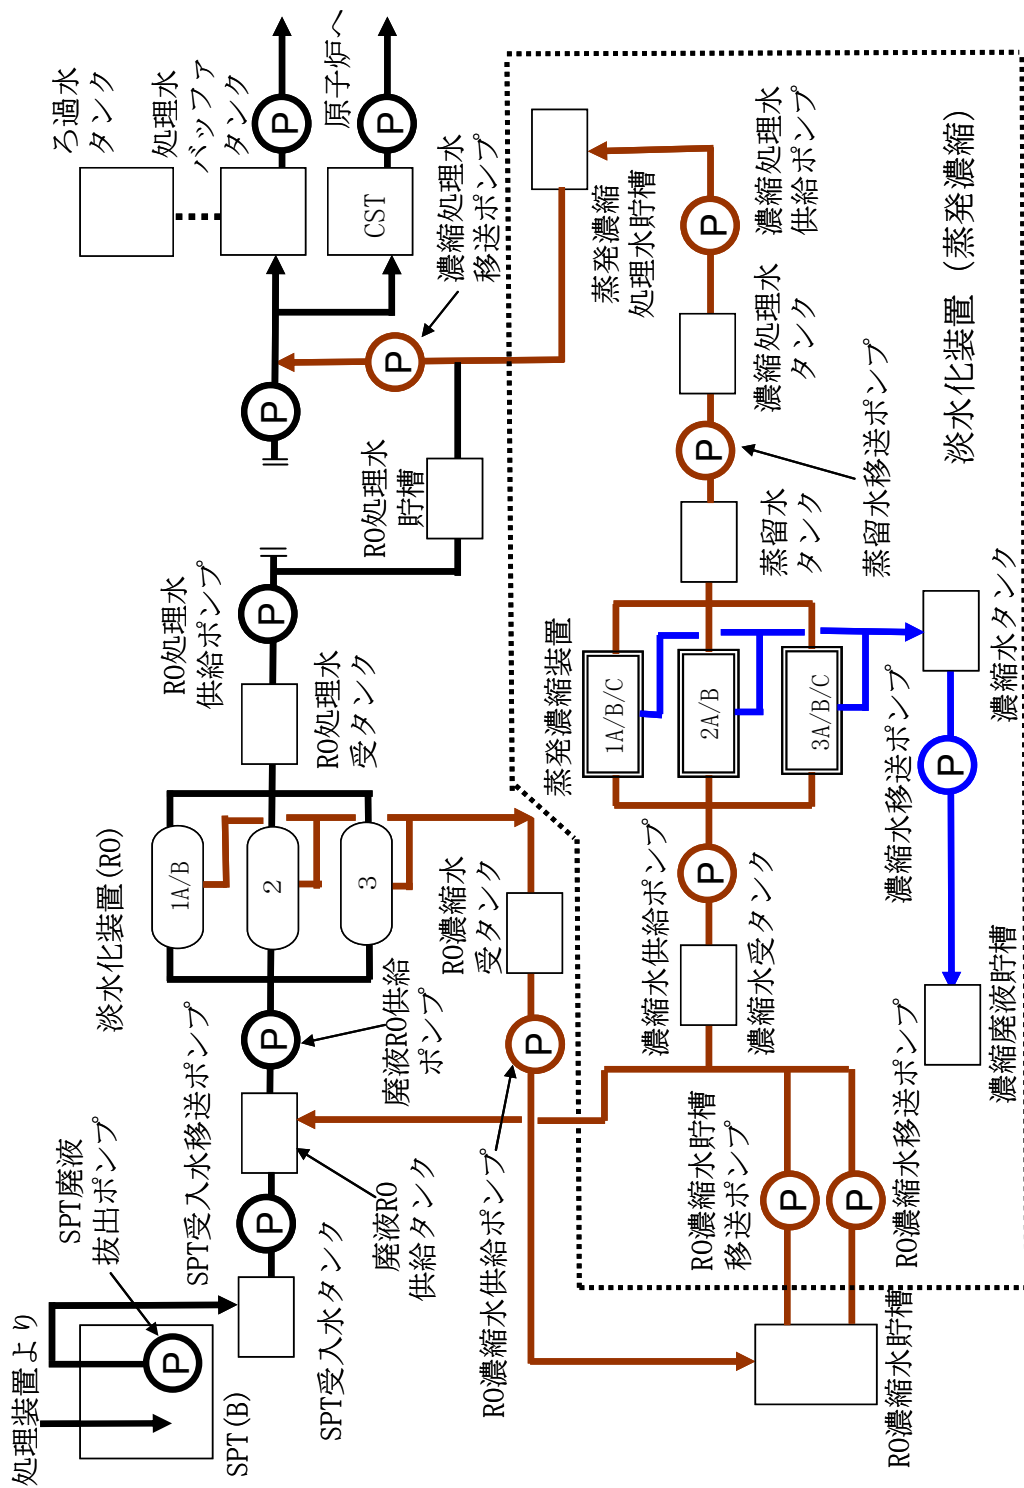 処理装置より
SPT(B)
SPT廃液
抜出ポンプ
P
SPT受入水タンク
SPT受入水移送ポンプ
P
廃液RO
供給タンク
廃液RO供給
ポンプ
P
淡水化装置(RO)
1A/B
2
3
RO処理水
受タンク
RO処理水
供給ポンプ
P
RO処理水
貯槽
P
ろ過水
タンク
処理水
バッファ
タンク
P
CST
P
原子炉へ
濃縮処理水
移送ポンプ
P
RO濃縮水
受タンク
RO濃縮水供給ポンプ
P
RO濃縮水貯槽
RO濃縮水貯槽
移送ポンプ
P
RO濃縮水移送ポンプ
P
濃縮水受タンク
濃縮水供給ポンプ
P
蒸発濃縮装置
1A/B/C
2A/B
3A/B/C
蒸留水
タンク
蒸留水移送ポンプ
P
濃縮処理水
タンク
濃縮処理水
供給ポンプ
P
蒸発濃縮
処理水貯槽
濃縮水タンク
濃縮水移送ポンプ
P
濃縮廃液貯槽
淡水化装置(蒸発濃縮)